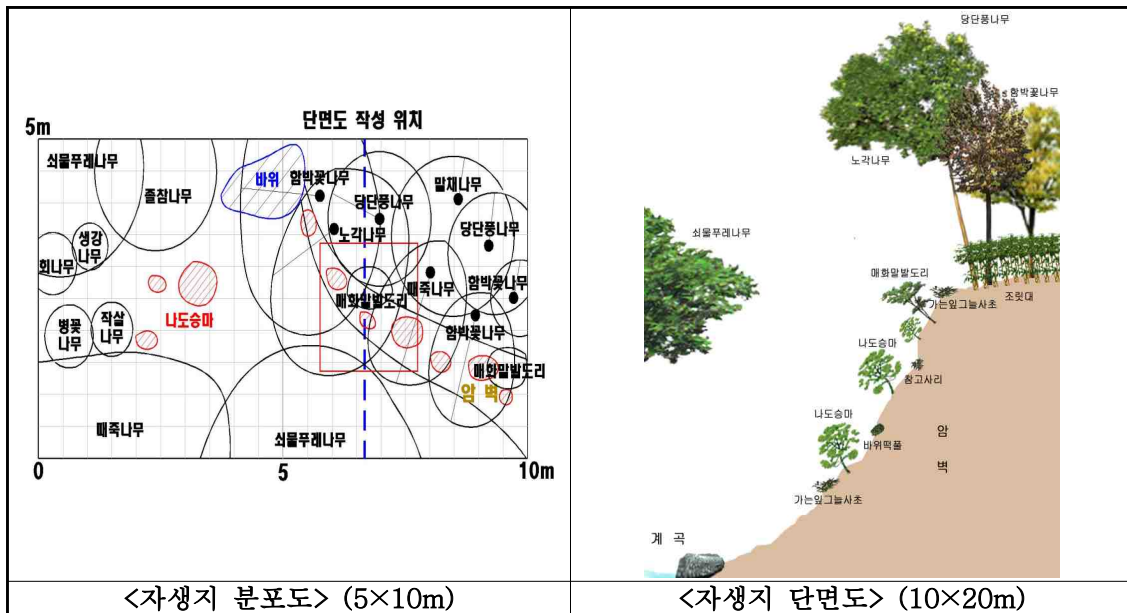 단면도 작성 위치
5m
쇠물푸레나무
졸참나무
바위
함박꽃나무
말채나무
당단풍나무
노각나무
당단풍나무
생강
나무
회나무
때죽나무
함박꽃나무
매화말발도리
나도승마
병꽃
나무
작살
나무
함박꽃나무
매화말발도리
암 벽
때죽나무
쇠물푸레나무
0
5
10m
<자생지 분포도> (5×10m)
당단풍나무
함박꽃나무
노각나무
쇠물푸레나무
매화말발도리
가는잎그늘사초
조릿대
나도승마
참고사리
나도승마
바위떡풀
암
벽
가는잎그늘사초
계 곡
<자생지 단면도> (10×20m)